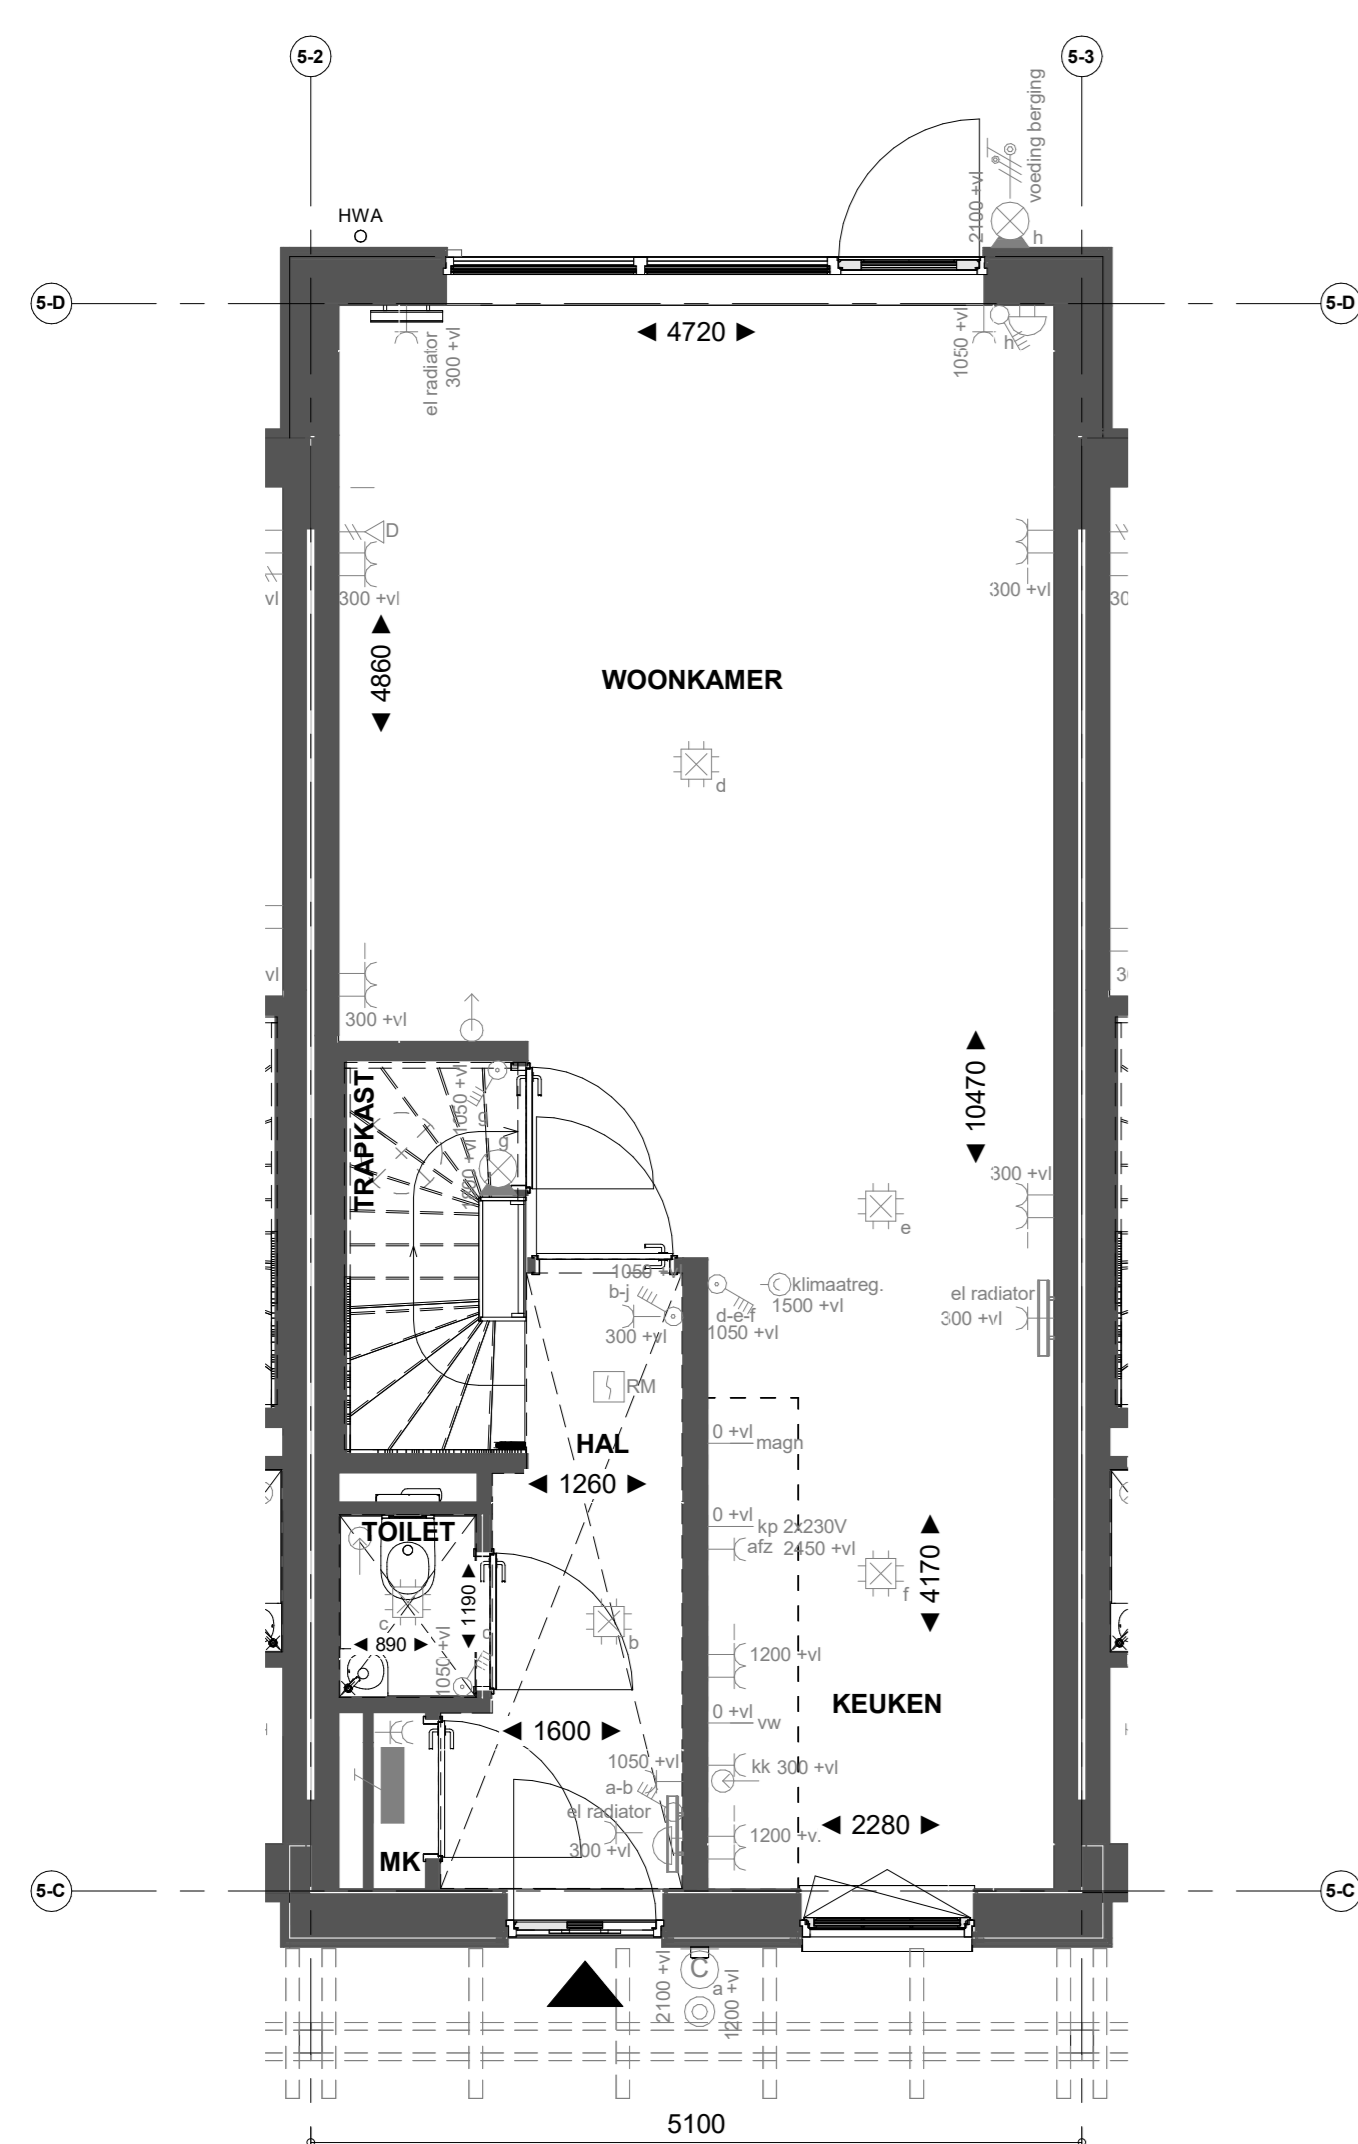 5-2
5-3
voeding berging
2100 +vl
h
HWA
5-D
5-D
4720
el radiator
300 +vl
1050 +vl
h
D
vl
300 +vl
300 +vl
30
4860
WOONKAMER
d
vl
300 +vl
3
10470
TRAPKAST
1050 +vl
g
g
300 +vl
e
1050 +vl
b-j
300 +vl
d-e-f
1050 +vl
klimaatreg.
1500 +vl
el radiator
300 +vl
RM
HAL
1260
0 +vl
magn
0 +vl
kp 2x230V
afz 2450 +vl
TOILET
1190
c
890
1050 +vl
c
b
f
4170
1200 +vl
KEUKEN
0 +vl
vw
1600
1050 +vl
a-b
el radiator
300 +vl
kk 300 +vl
1200 +v.
2280
MK
5-C
5-C
2100 +vl
C
a
1200 +vl
5100